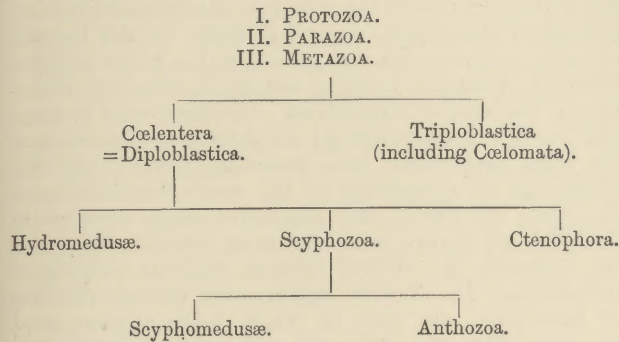 I. PROTOZOA.
II. PARAZOA.
III. METAZOA.
Cœlentera Triploblastica
=Diploblastica. (including Cœlomata).
Hydromedusæ. Scyphozoa. Ctenophora.
Scyphomedusæ. Anthozoa.